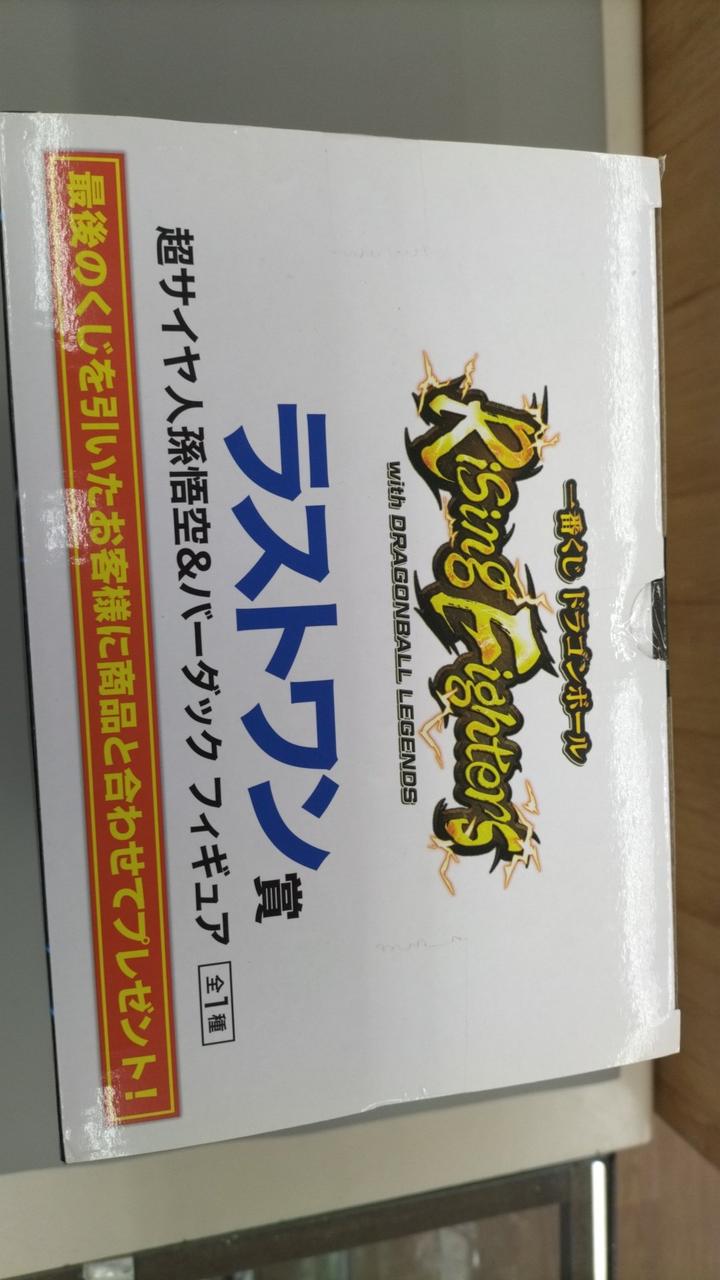 一番くじ ドラゴンボール
Rising Fighters
with DRAGONBALL LEGENDS
ラストワン賞
超サイヤ人孫悟空&バーダック フィギュア 全1種
最後のくじを引いたお客様に商品と合わせてプレゼント!